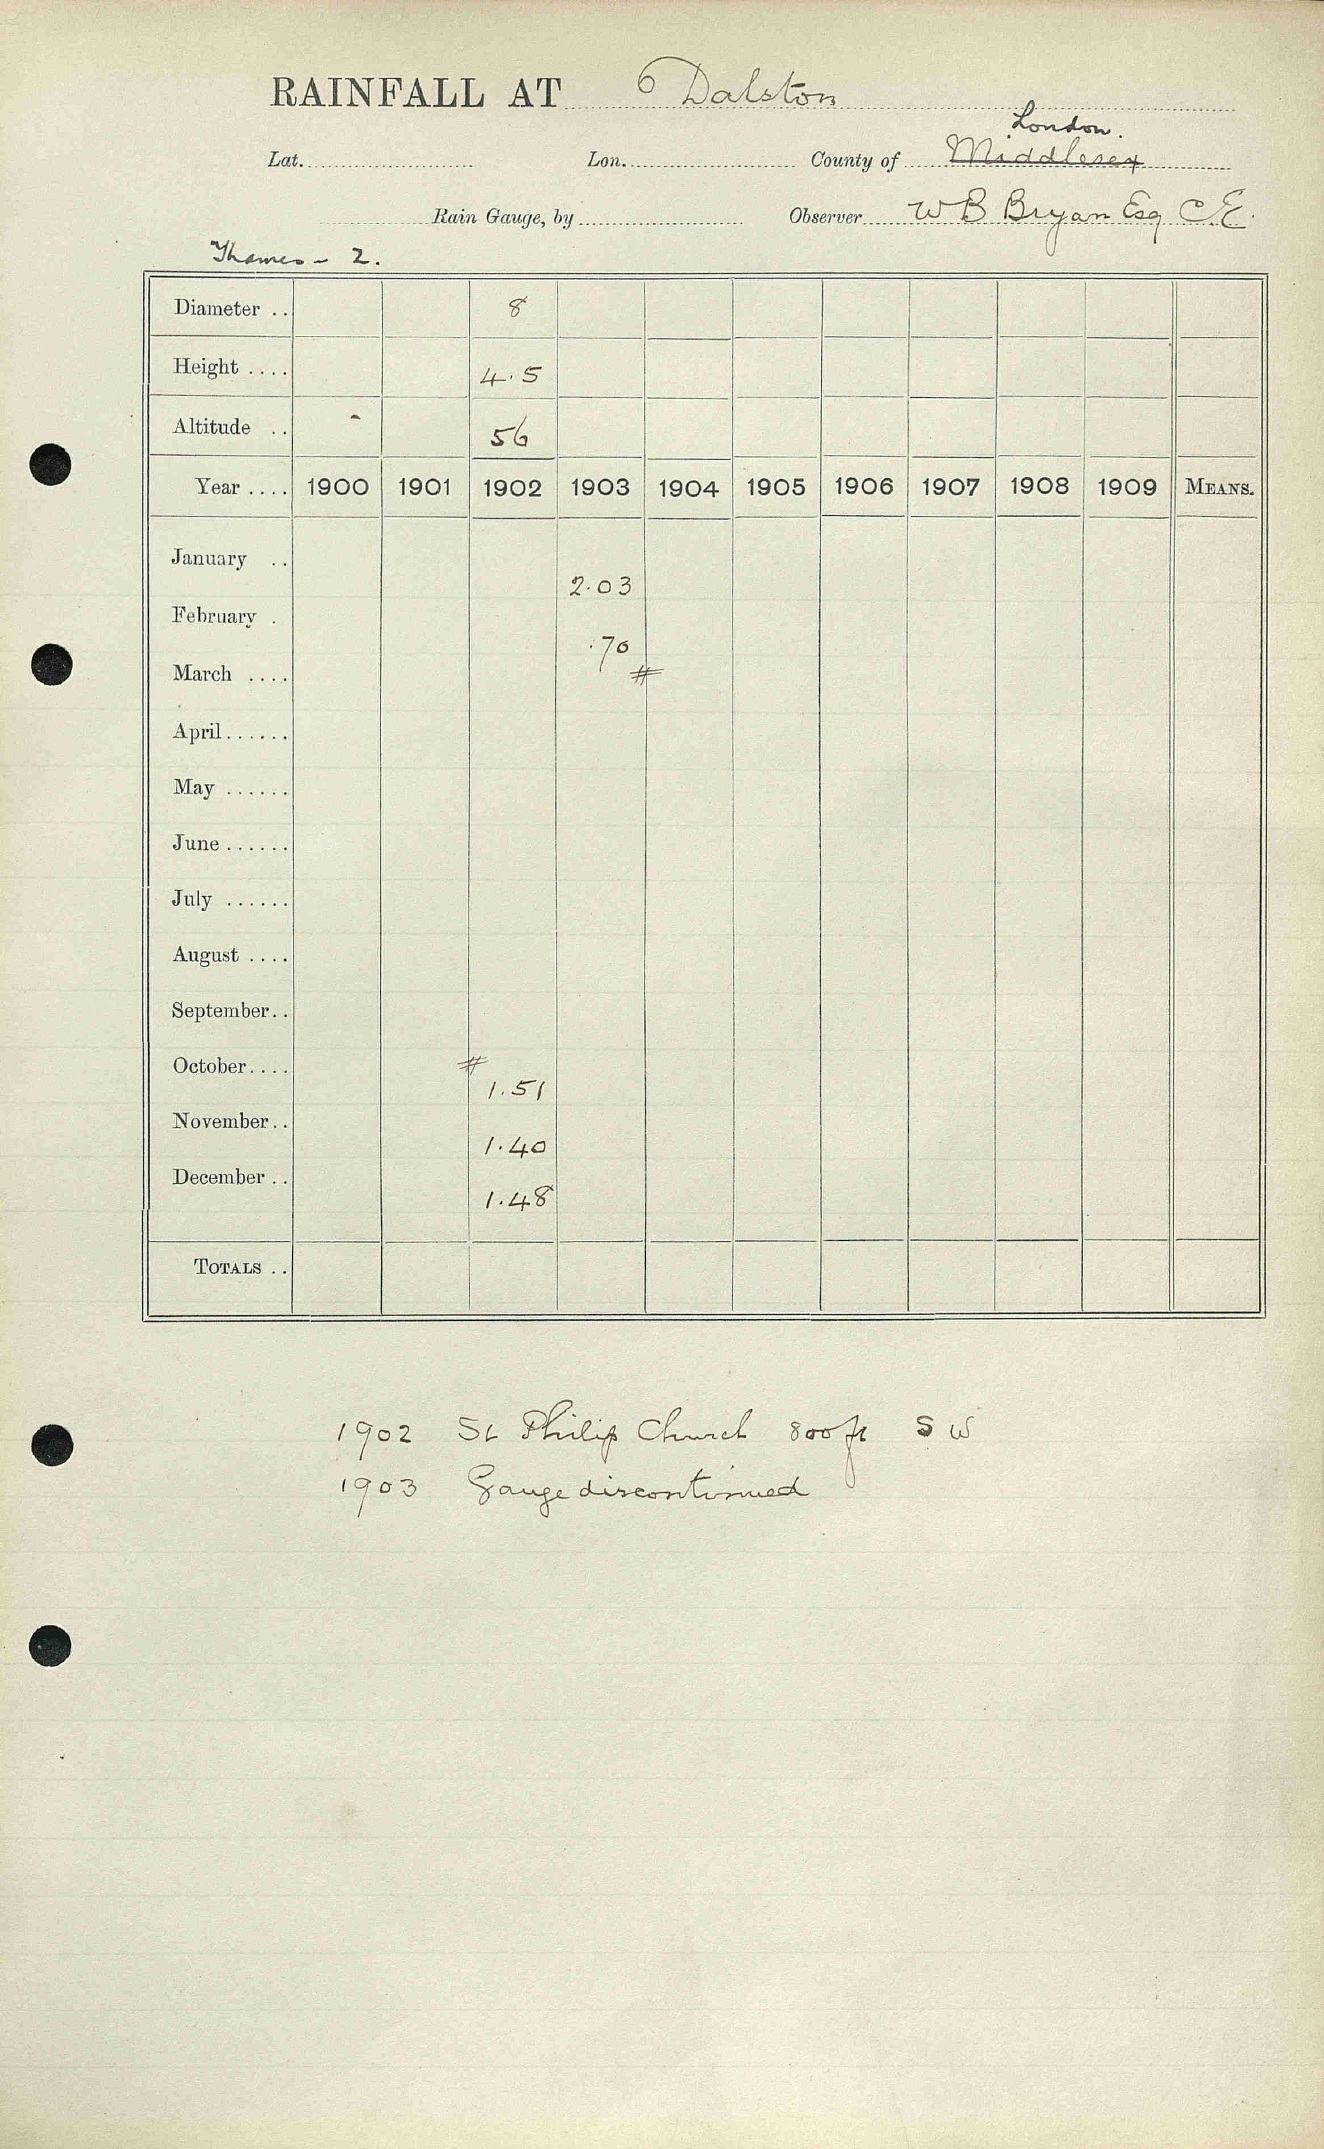 RAINFALL AT Dalston
London.
Lat. Lon. County of Middlesex
Rain Gauge, by Observer W B Bryan Esq C.E.
Thames - 2.
Diameter .. 8
Height .... 4.5
Altitude .. 56
Year .... 1900 1901 1902 1903 1904 1905 1906 1907 1908 1909 MEANS.
January ..
2.03
February .
.70
March .... #
April......
May ......
June ......
July ......
August ....
September..
October.... #
1.51
November..
1.40
December ..
1.48
TOTALS ..
1902 St Philip Church 800 ft S W
1903 Gauge discontinued